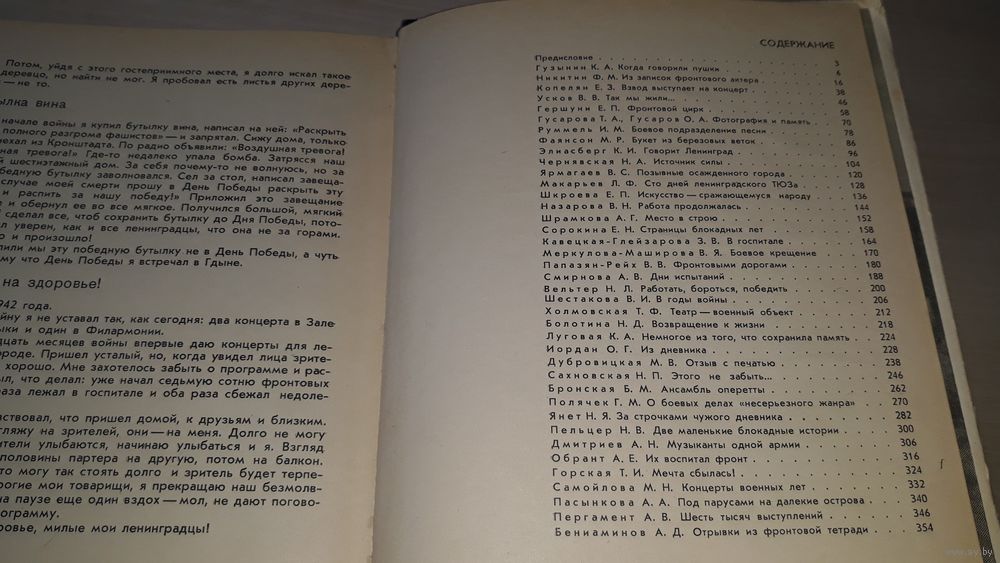 Потом, уйдя с этого гостеприимного места, я долго искал такое
деревцо, но найти не мог. Я пробовал есть листья других дере-
— не то.
ылка вина
начале войны я купил бутылку вина, написал на ней: «Раскрыть
полного разгрома фашистов» — и запрятал. Сижу дома, только
ехал из Кронштадта. По радио объявили: «Воздушная тревога!
ная тревога!» Где-то недалеко упала бомба. Затрясся наш
й шестиэтажный дом. За себя почему-то не волнуюсь, но за
обедную бутылку заволновался. Сел за стол, написал завеща-
случае моей смерти прошу в День Победы раскрыть эту
и распить за нашу победу!» Приложил это завещание
е и обернул ее во все мягкое. Получился большой, мягкий
сделал все, чтоб сохранить бутылку до Дня Победы, пото-
л уверен, как и все ленинградцы, что она не за горами.
о и произошло!
пили мы эту победную бутылку не в День Победы, а чуть
му что День Победы я встречал в Гдыне.
на здоровье!
942 года.
йну я не уставал так, как сегодня: два концерта в Зале
ыки и один в Филармонии.
дцать месяцев войны впервые даю концерты для ле-
ороде. Пришел усталый, но, когда увидел лица зрите-
хорошо. Мне захотелось забыть о программе и рас-
ыл, что делал: уже начал седьмую сотню фронтовых
раза лежал в госпитале и оба раза сбежал недоле-
вствовал, что пришел домой, к друзьям и близким.
гляжу на зрителей, они — на меня. Долго не могу
ители улыбаются, начинаю улыбаться и я. Взгляд
половины партера на другую, потом на балкон.
то могу так стоять долго и зритель будет терпе-
орогие мои товарищи, я прекращаю наш безмолв-
на паузе еще один вздох — мол, не дают погово-
рограмму.
оровье, милые мои ленинградцы!
СОДЕРЖАНИЕ
Предисловие 3
Гузынин К. А. Когда говорили пушки 6
Никитин Ф. М. Из записок фронтового актера 16
Копелян Е. З. Взвод выступает на концерт 38
Усков В. В. Так мы жили... 46
Гершуни Е. П. Фронтовой цирк 58
Гусарова Т. А., Гусаров О. А. Фотография и память 70
Руммель И. М. Боевое подразделение песни 78
Фаянсон М. Р. Букет из березовых веток 86
Элиасберг К. И. Говорит Ленинград 96
Чернявская Н. А. Источник силы 104
Ярмагаев В. С. Позывные осажденного города 120
Макарьев Л. Ф. Сто дней ленинградского ТЮЗа 128
Шкроева Е. П. Искусство — сражающемуся народу 136
Назарова В. Н. Работа продолжалась 144
Шрамкова А. Г. Место в строю 152
Сорокина Е. Н. Страницы блокадных лет 158
Кавецкая-Глейзарова З. В. В госпитале 164
Меркулова-Маширова В. Я. Боевое крещение 170
Папазян-Рейх В. В. Фронтовыми дорогами 180
Смирнова А. В. Дни испытаний 188
Вельтер Н. Л. Работать, бороться, победить 200
Шестакова В. И. В годы войны 206
Холмовская Т. Ф. Театр — военный объект 212
Болотина Н. Д. Возвращение к жизни 218
Луговая К. А. Немногое из того, что сохранила память 224
Иордан О. Г. Из дневника 228
Дубровицкая М. В. Отзыв с печатью 238
Сахновская Н. П. Этого не забыть... 246
Бронская Б. М. Ансамбль оперетты 262
Полячек Г. М. О боевых делах «несерьезного жанра» 270
Янет Н. Я. За строчками чужого дневника 282
Пельцер Н. В. Две маленькие блокадные истории 300
Дмитриев А. Н. Музыканты одной армии 306
Обрант А. Е. Их воспитал фронт 316
Горская Т. И. Мечта сбылась! 324
Самойлова М. Н. Концерты военных лет 332
Пасынкова А. А. Под парусами на далекие острова 340
Пергамент А. В. Шесть тысяч выступлений 346
Бениаминов А. Д. Отрывки из фронтовой тетради 354
www.ay.by